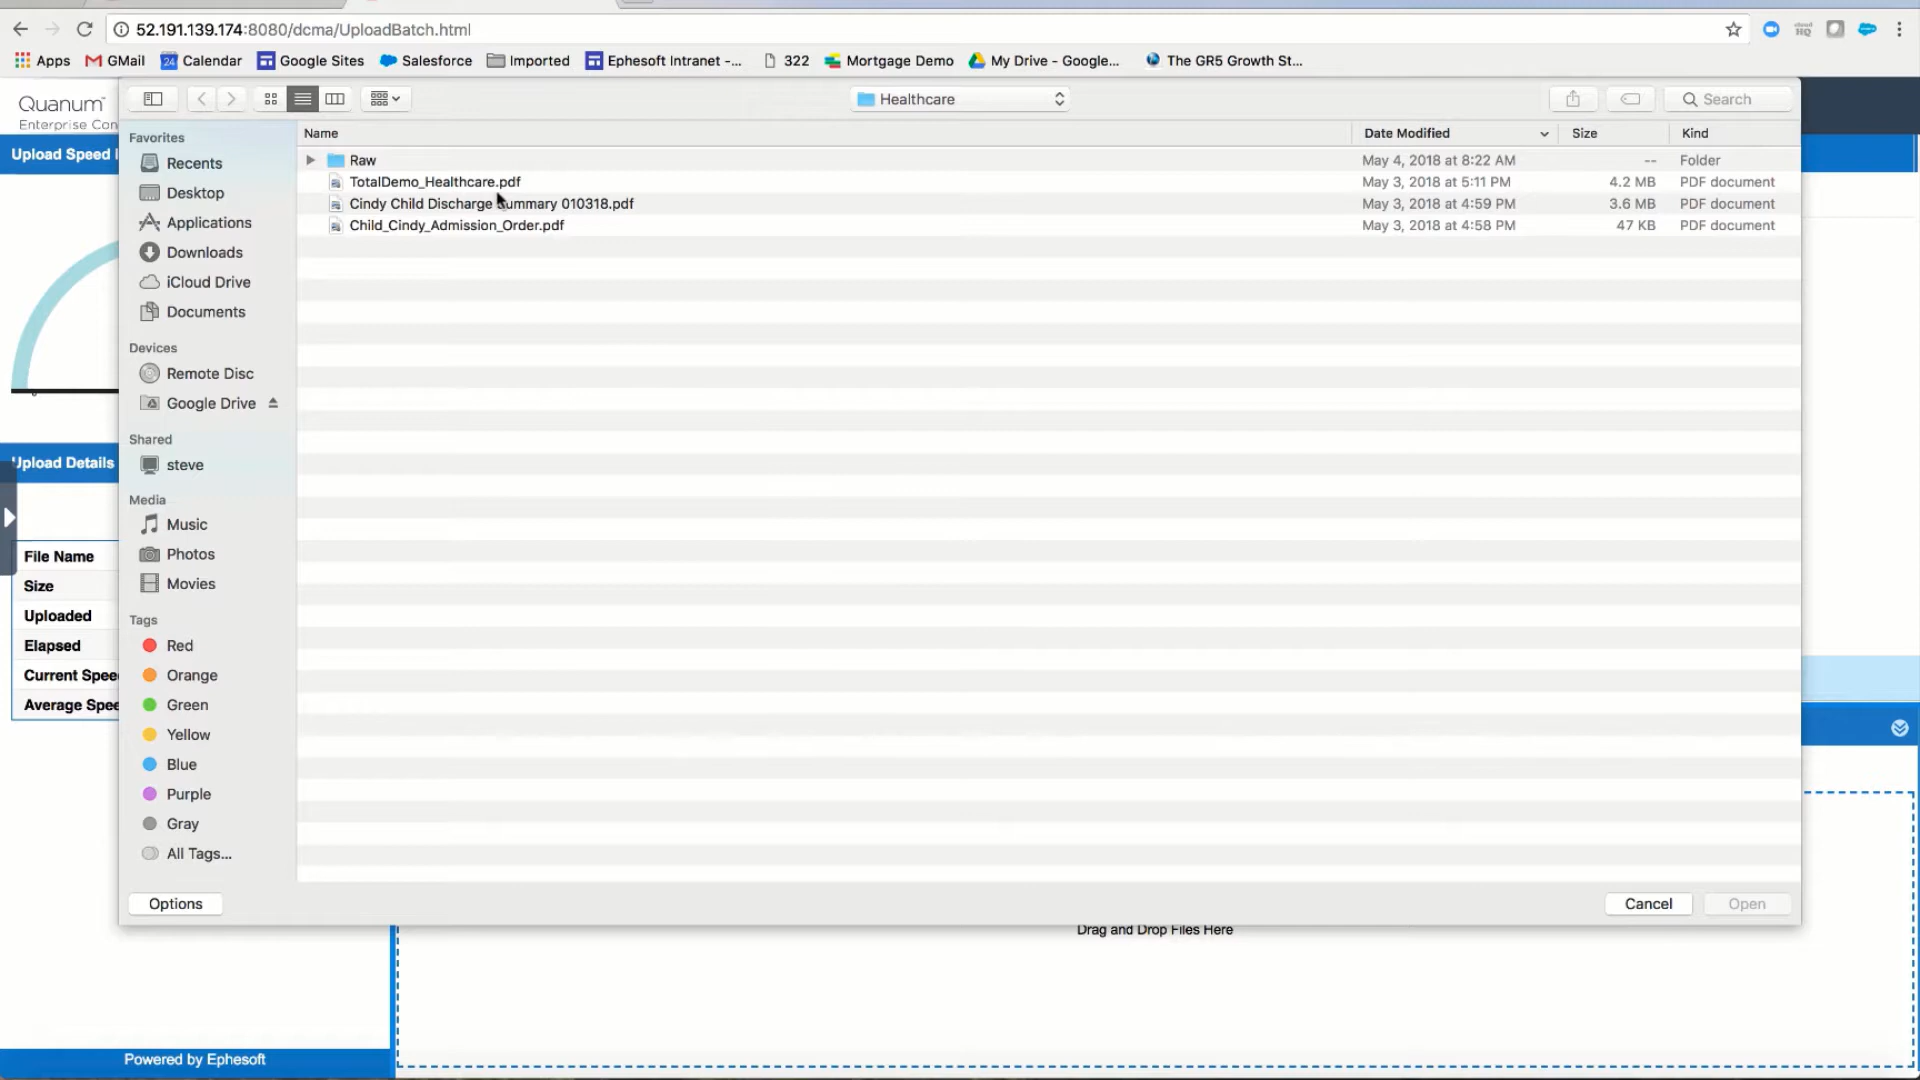 52.191.139.174:8080/dcma/UploadBatch.html
Apps GMail 24 Calendar Google Sites Salesforce Imported Ephesoft Intranet -... 322 Mortgage Demo My Drive - Google... The GR5 Growth St...
cloud HQ
Quanum™
Enterprise Con
Healthcare
Search
Upload Speed
Favorites
Recents
Desktop
Applications
Downloads
iCloud Drive
Documents
Devices
Remote Disc
Google Drive
Shared
steve
Media
Music
Photos
Movies
Tags
Red
Orange
Green
Yellow
Blue
Purple
Gray
All Tags...
Name Date Modified Size Kind
Raw May 4, 2018 at 8:22 AM -- Folder
TotalDemo_Healthcare.pdf May 3, 2018 at 5:11 PM 4.2 MB PDF document
Cindy Child Discharge Summary 010318.pdf May 3, 2018 at 4:59 PM 3.6 MB PDF document
Child_Cindy_Admission_Order.pdf May 3, 2018 at 4:58 PM 47 KB PDF document
Upload Details
File Name
Size
Uploaded
Elapsed
Current Spee
Average Spee
Options Cancel Open
Drag and Drop Files Here
Powered by Ephesoft